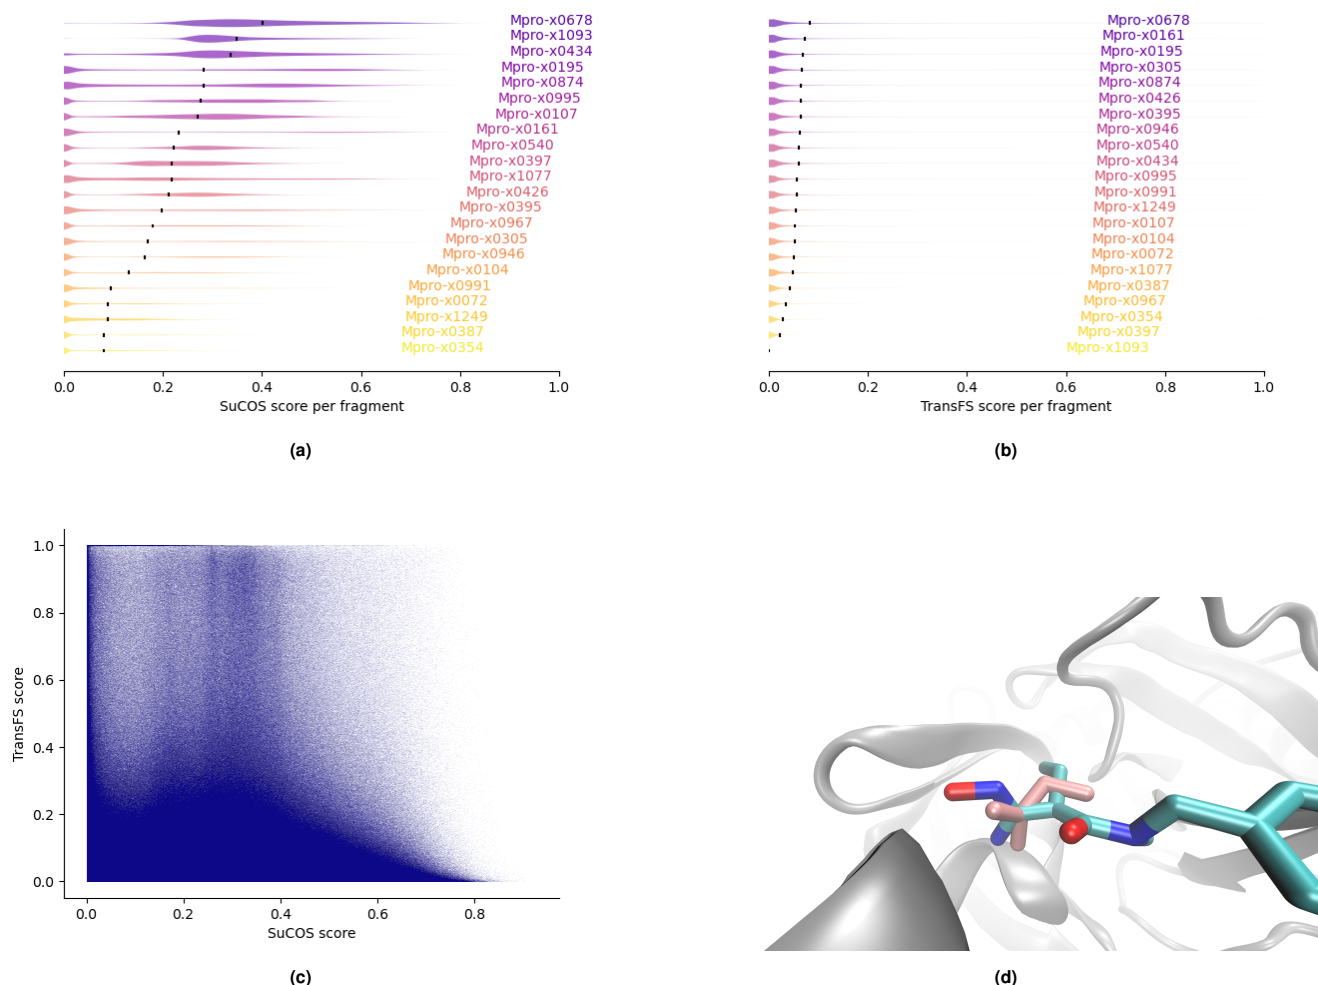 Mpro-x0678
Mpro-x1093
Mpro-x0434
Mpro-x0195
Mpro-x0874
Mpro-x0995
Mpro-x0107
Mpro-x0161
Mpro-x0540
Mpro-x0397
Mpro-x1077
Mpro-x0426
Mpro-x0395
Mpro-x0967
Mpro-x0305
Mpro-x0946
Mpro-x0104
Mpro-x0991
Mpro-x0072
Mpro-x1249
Mpro-x0387
Mpro-x0354
0.0 0.2 0.4 0.6 0.8 1.0
SuCOS score per fragment
(a)
Mpro-x0678
Mpro-x0161
Mpro-x0195
Mpro-x0305
Mpro-x0874
Mpro-x0426
Mpro-x0395
Mpro-x0946
Mpro-x0540
Mpro-x0434
Mpro-x0995
Mpro-x0991
Mpro-x1249
Mpro-x0107
Mpro-x0104
Mpro-x0072
Mpro-x1077
Mpro-x0387
Mpro-x0967
Mpro-x0354
Mpro-x0397
Mpro-x1093
0.0 0.2 0.4 0.6 0.8 1.0
TransFS score per fragment
(b)
1.0
0.8
0.6
0.4
0.2
0.0
TransFS score
0.0 0.2 0.4 0.6 0.8
SuCOS score
(c)
(d)